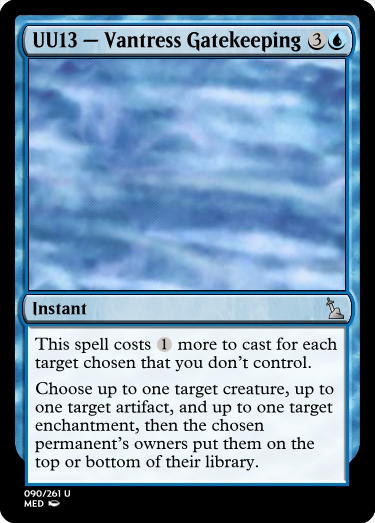 UU13 — Vantress Gatekeeping 3
Instant
This spell costs 1 more to cast for each
target chosen that you don't control.
Choose up to one target creature, up to
one target artifact, and up to one target
enchantment, then the chosen
permanent's owners put them on the
top or bottom of their library.
090/261 U
MED